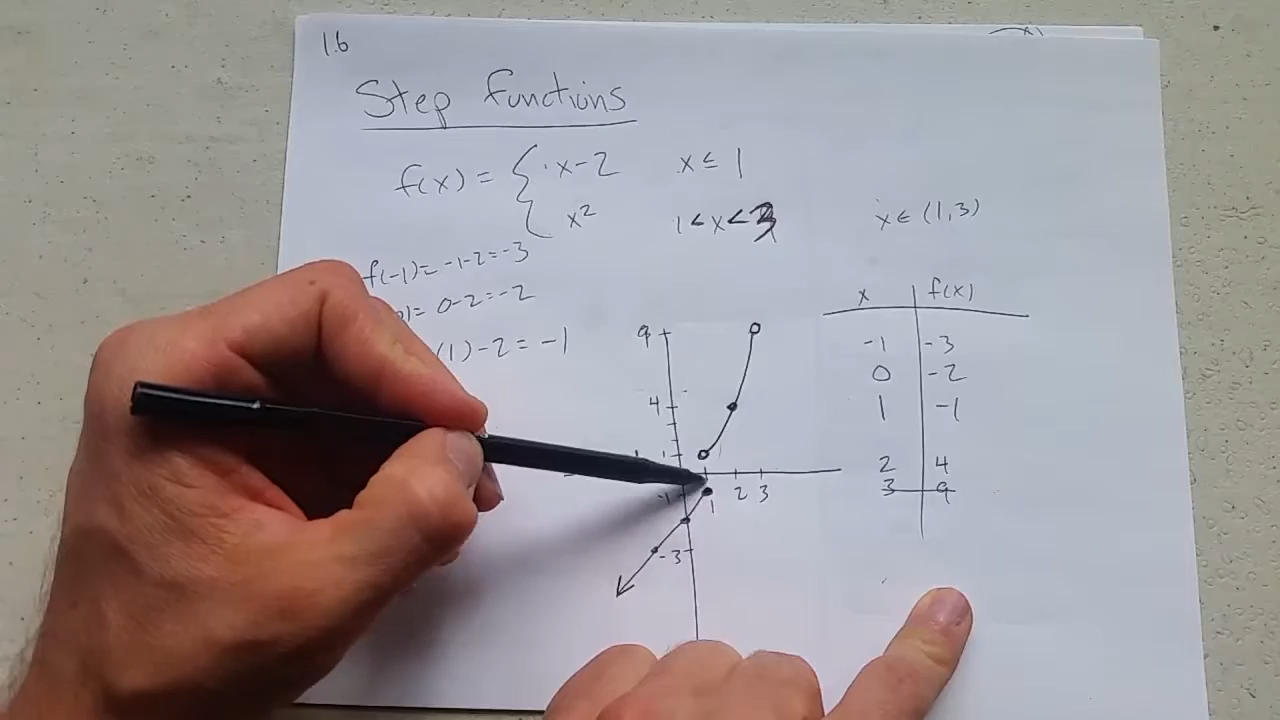 1.6
Step functions
f(x) = { x-2 x ≤ 1
x² 1 < x < 3 x ∈ (1,3)
f(-1)= -1-2=-3
)= 0-2=-2
(1)-2 = -1
x f(x)
-1 -3
0 -2
1 -1
2 4
3 9
9
4
1
-1 1 2 3
-3